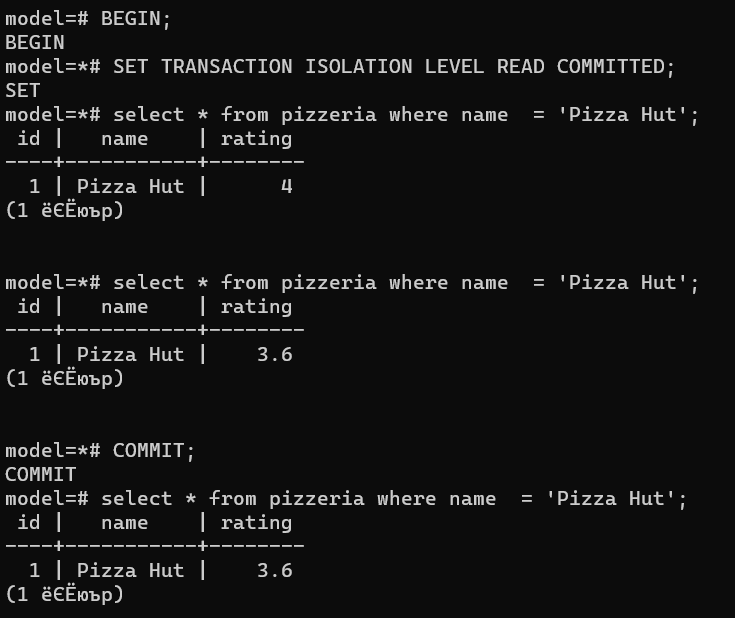 model=# BEGIN;
BEGIN
model=*# SET TRANSACTION ISOLATION LEVEL READ COMMITTED;
SET
model=*# select * from pizzeria where name  = 'Pizza Hut';
 id |   name    | rating
----+-----------+--------
  1 | Pizza Hut |      4
(1 ёЄЁюър)

model=*# select * from pizzeria where name  = 'Pizza Hut';
 id |   name    | rating
----+-----------+--------
  1 | Pizza Hut |    3.6
(1 ёЄЁюър)

model=*# COMMIT;
COMMIT
model=# select * from pizzeria where name  = 'Pizza Hut';
 id |   name    | rating
----+-----------+--------
  1 | Pizza Hut |    3.6
(1 ёЄЁюър)